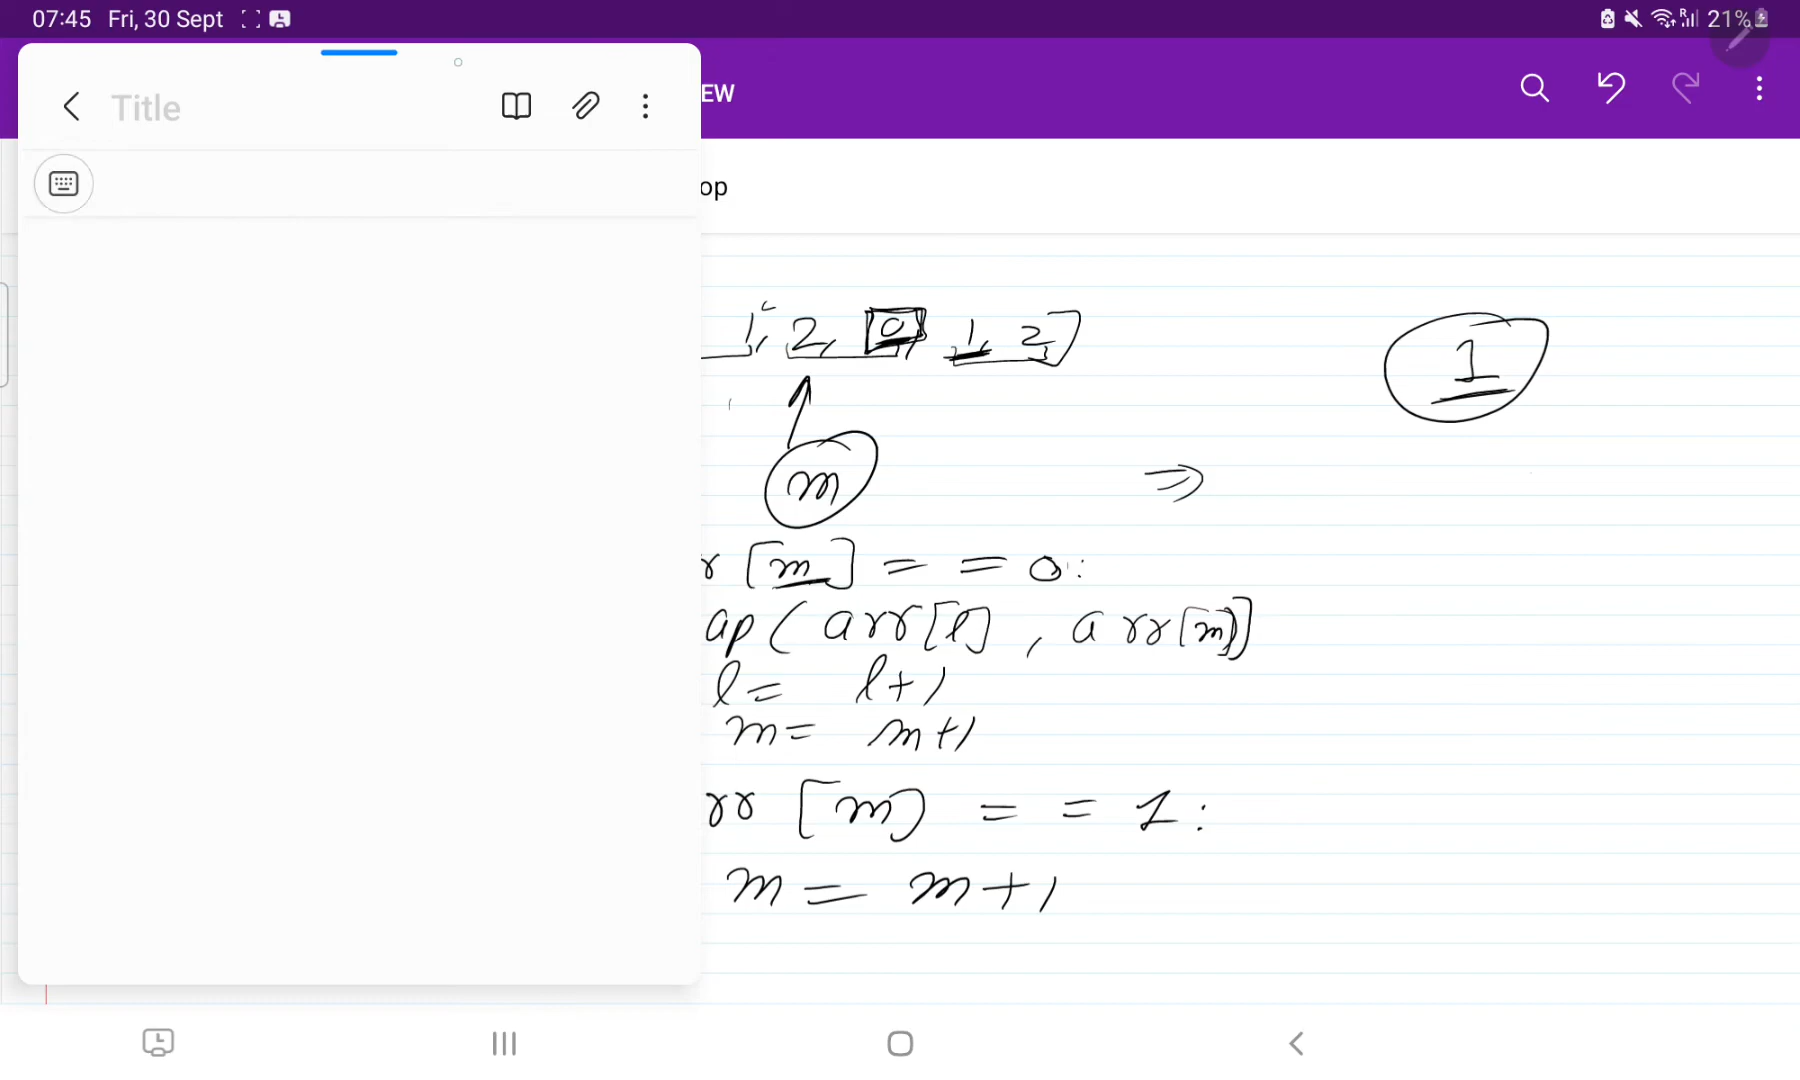 07:45 Fri, 30 Sept 21%
Title
EW
op
1, 2, 0, 1, 2]
1
m
⇒
r [m] = = 0:
ap ( arr[l] , arr[m])
l = l+1
m = m+1
rr [m] = = 1:
m = m+1